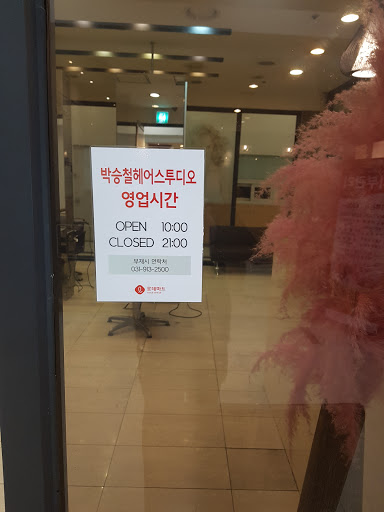 박승철헤어스투디오
영업시간
OPEN 10:00
CLOSED 21:00
부재시 연락처
031-913-2500